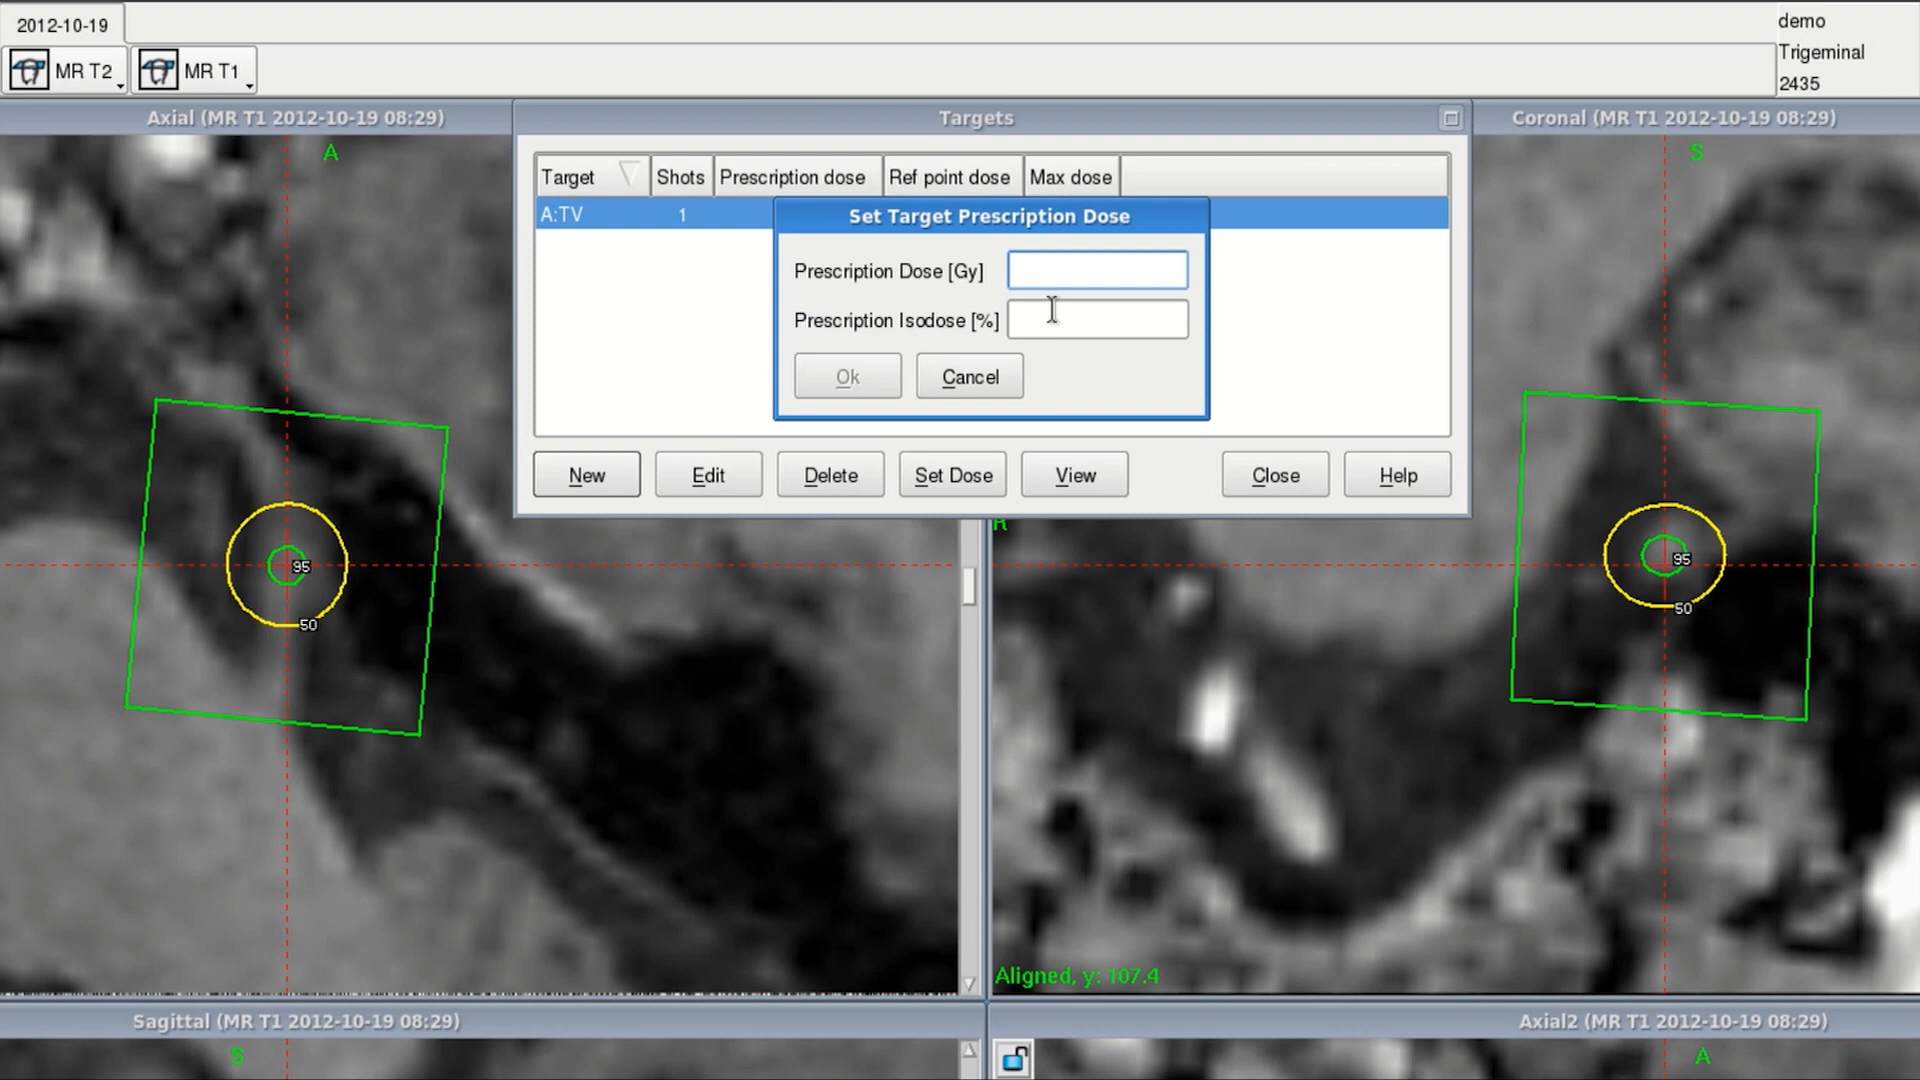 2012-10-19
demo
Trigeminal
2435
MR T2
MR T1
Axial (MR T1 2012-10-19 08:29)
Targets
Coronal (MR T1 2012-10-19 08:29)
A
S
Target Shots Prescription dose Ref point dose Max dose
A:TV 1
Set Target Prescription Dose
Prescription Dose [Gy]
Prescription Isodose [%]
Ok Cancel
New Edit Delete Set Dose View Close Help
R
95
50
95
50
Aligned, y: 107.4
Sagittal (MR T1 2012-10-19 08:29)
Axial2 (MR T1 2012-10-19 08:29)
S
A